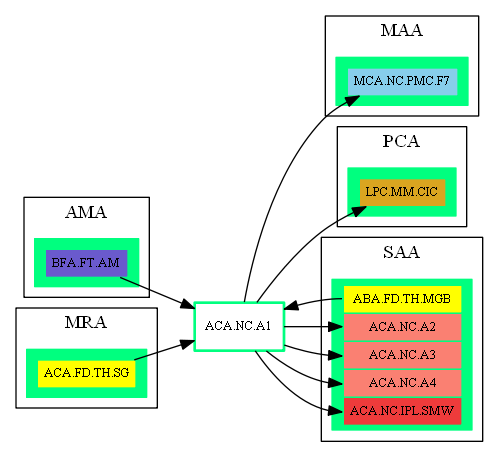 MAA
MCA.NC.PMC.F7
PCA
LPC.MM.CIC
AMA
BFA.FT.AM
SAA
ABA.FD.TH.MGB
ACA.NC.A2
ACA.NC.A3
ACA.NC.A4
ACA.NC.IPL.SMW
ACA.NC.A1
MRA
ACA.FD.TH.SG